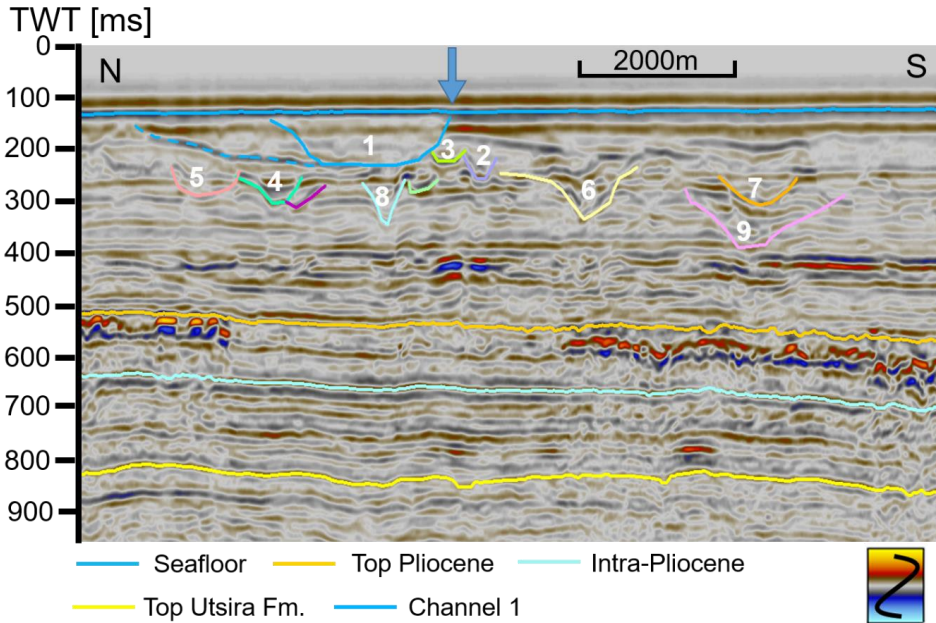 TWT [ms]
0
N
2000m
S
100
1
3
2
200
5
4
8
6
7
300
9
400
500
600
700
800
900
Seafloor
Top Pliocene
Intra-Pliocene
Top Utsira Fm.
Channel 1